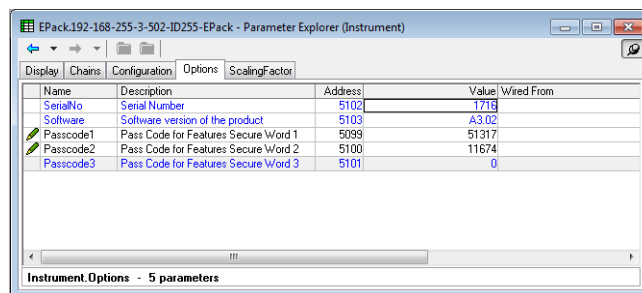 EPack.192-168-255-3-502-ID255-EPack - Parameter Explorer (Instrument)
Display Chains Configuration Options ScalingFactor
Name Description Address Value Wired From
SerialNo Serial Number 5102 1716
Software Software version of the product 5103 A3.02
Passcode1 Pass Code for Features Secure Word 1 5099 51317
Passcode2 Pass Code for Features Secure Word 2 5100 11674
Passcode3 Pass Code for Features Secure Word 3 5101 0
Instrument.Options - 5 parameters